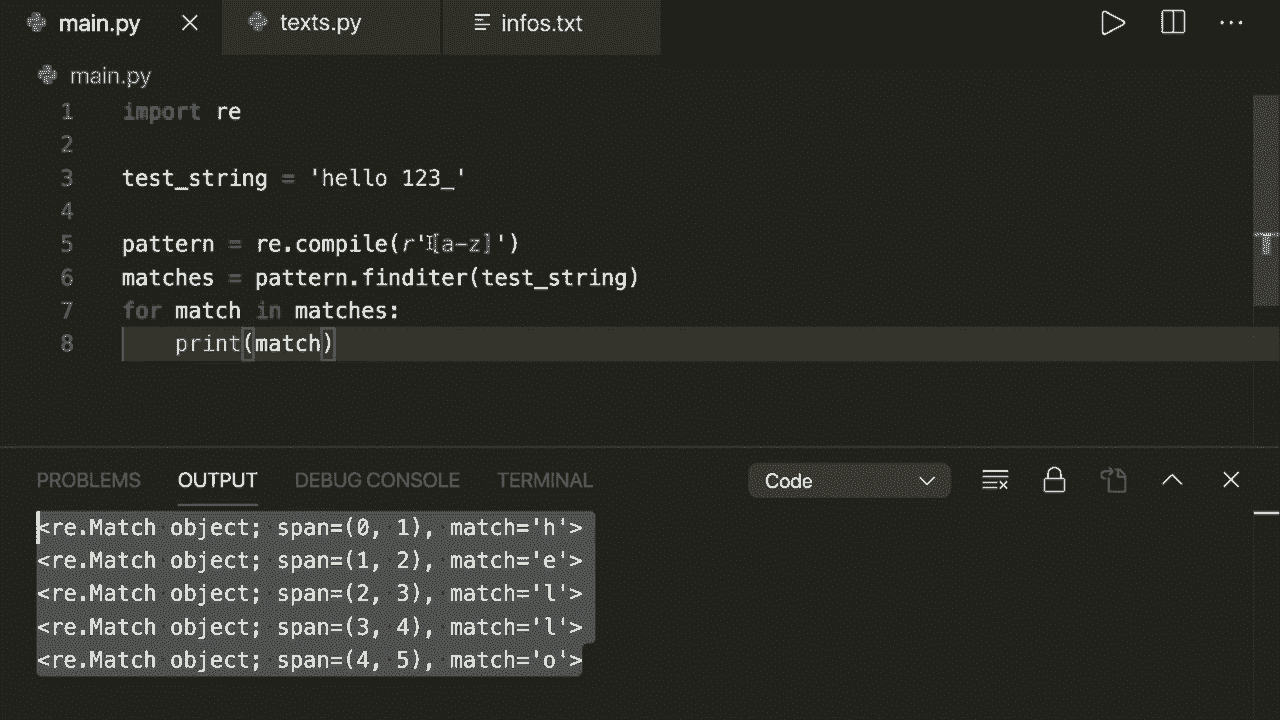 main.py texts.py infos.txt
main.py
1 import re
2
3 test_string = 'hello 123_'
4
5 pattern = re.compile(r'[a-z]')
6 matches = pattern.finditer(test_string)
7 for match in matches:
8     print(match)
PROBLEMS OUTPUT DEBUG CONSOLE TERMINAL Code
<re.Match object; span=(0, 1), match='h'>
<re.Match object; span=(1, 2), match='e'>
<re.Match object; span=(2, 3), match='l'>
<re.Match object; span=(3, 4), match='l'>
<re.Match object; span=(4, 5), match='o'>